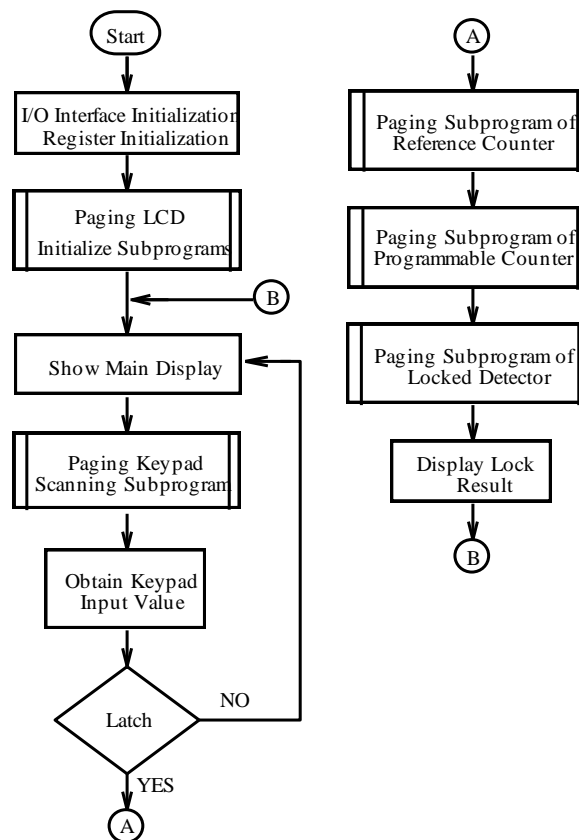 Start
I/O Interface Initialization
Register Initialization
Paging LCD
Initialize Subprograms
B
Show Main Display
Paging Keypad
Scanning Subprogram
Obtain Keypad
Input Value
Latch
NO
YES
A
A
Paging Subprogram of
Reference Counter
Paging Subprogram of
Programmable Counter
Paging Subprogram of
Locked Detector
Display Lock
Result
B